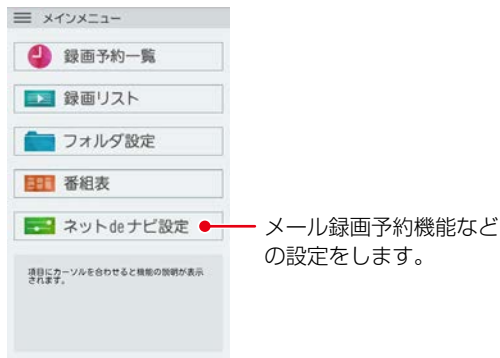 メインメニュー
録画予約一覧
録画リスト
フォルダ設定
番組表
ネットdeナビ設定
メール録画予約機能など
の設定をします。
項目にカーソルを合わせると機能の説明が表示
されます。